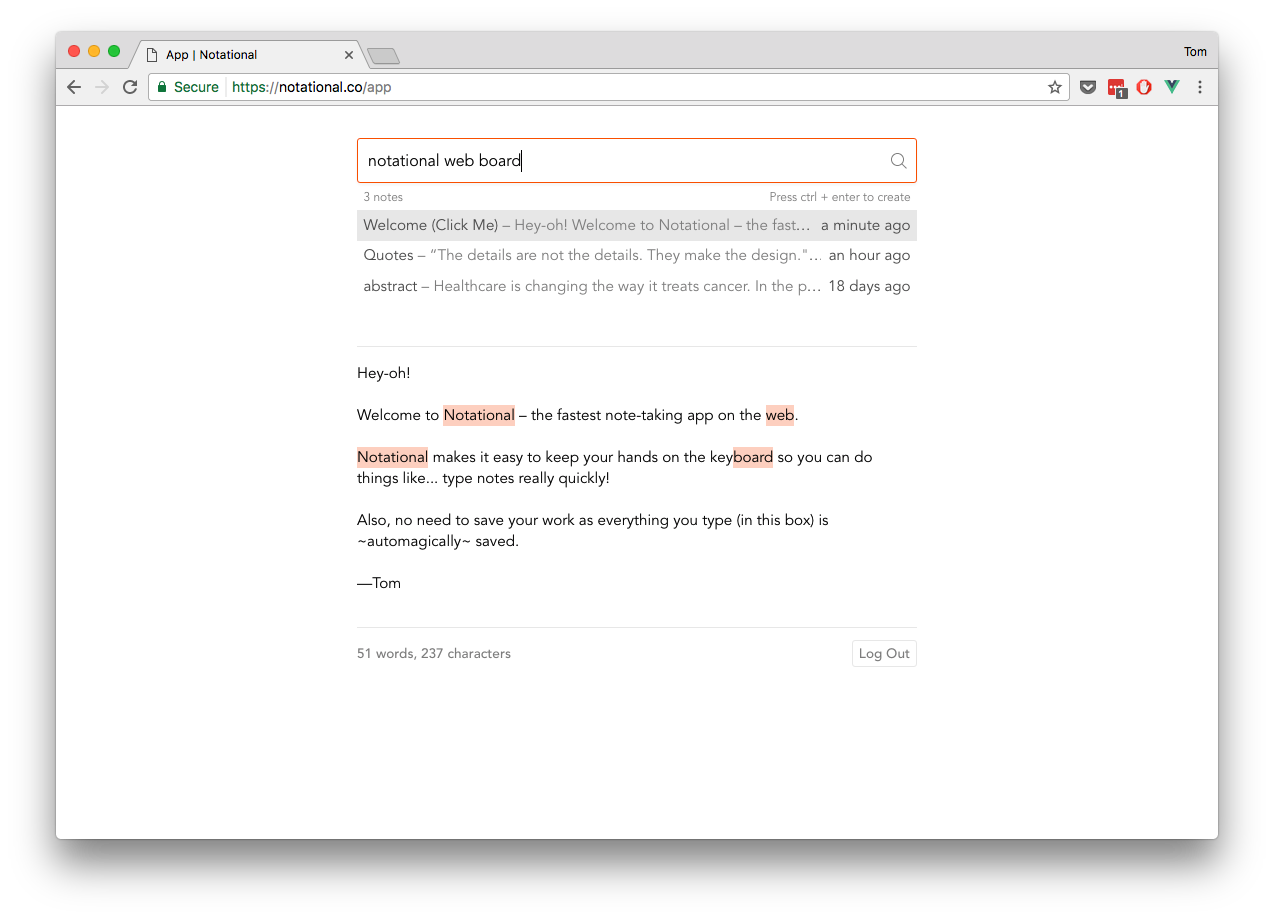 App | Notational
Tom
Secure https://notational.co/app
1
notational web board
3 notes Press ctrl + enter to create
Welcome (Click Me) – Hey-oh! Welcome to Notational – the fast… a minute ago
Quotes – “The details are not the details. They make the design."… an hour ago
abstract – Healthcare is changing the way it treats cancer. In the p… 18 days ago
Hey-oh!
Welcome to Notational – the fastest note-taking app on the web.
Notational makes it easy to keep your hands on the keyboard so you can do
things like... type notes really quickly!
Also, no need to save your work as everything you type (in this box) is
~automagically~ saved.
—Tom
51 words, 237 characters Log Out